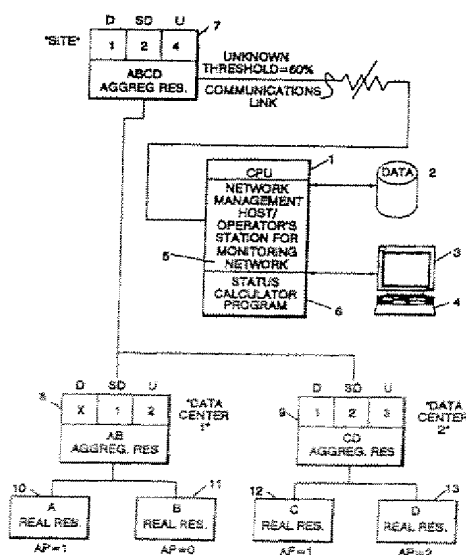 D SD U
7
"SITE"
1 2 4
ABCD
AGGREG RES.
UNKNOWN
THRESHOLD=60%
COMMUNICATIONS
LINK
1
CPU
NETWORK
MANAGEMENT
HOST/
OPERATOR'S
STATION FOR
MONITORING
NETWORK
5
STATUS
CALCULATOR
PROGRAM
6
DATA
2
3
4
D SD U
8
X 1 2
AB
AGGREG. RES
"DATA
CENTER
1"
D SD U
9
1 2 3
CD
AGGREG. RES
"DATA
CENTER
2"
10
A
REAL RES.
AP=1
11
B
REAL RES.
AP=0
12
C
REAL RES.
AP=1
13
D
REAL RES.
AP=2